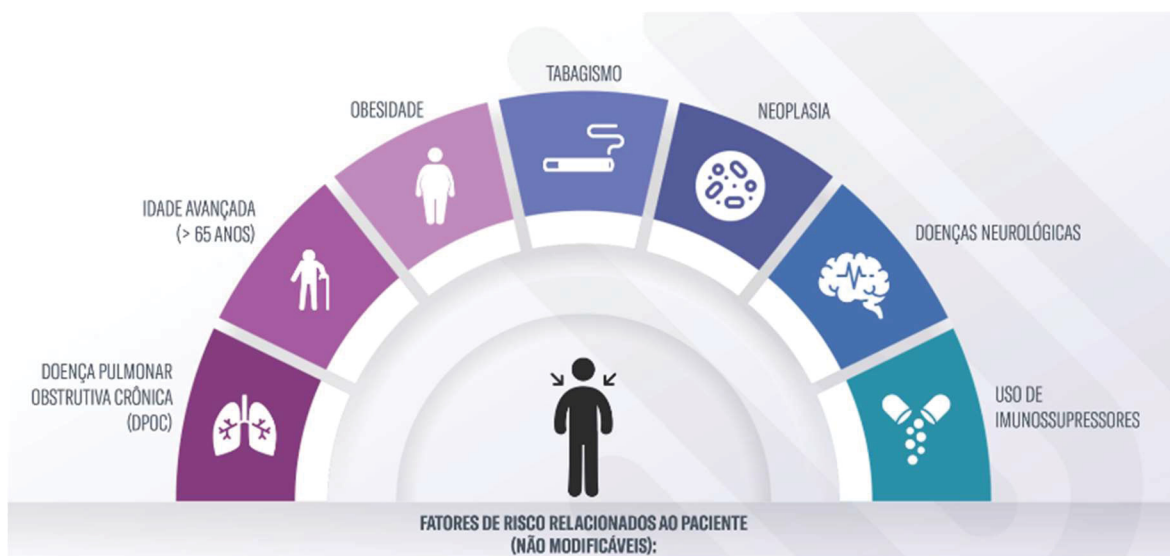 TABAGISMO
OBESIDADE
NEOPLASIA
IDADE AVANÇADA
(> 65 ANOS)
DOENÇAS NEUROLÓGICAS
DOENÇA PULMONAR
OBSTRUTIVA CRÔNICA
(DPOC)
USO DE
IMUNOSSUPRESSORES
FATORES DE RISCO RELACIONADOS AO PACIENTE
(NÃO MODIFICÁVEIS):